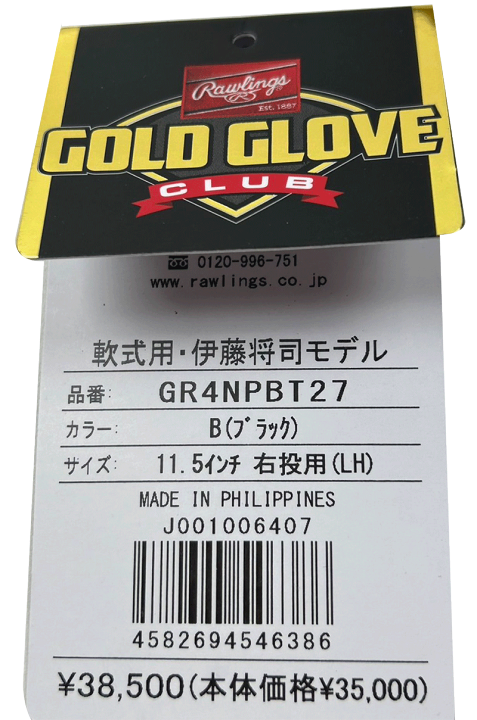 Rawlings
Est. 1887
GOLD GLOVE
CLUB
☎ 0120-996-751
www.rawlings.co.jp
軟式用・伊藤将司モデル
品番: GR4NPBT27
カラー: B(ﾌﾞﾗｯｸ)
サイズ: 11.5ｲﾝﾁ 右投用(LH)
MADE IN PHILIPPINES
J001006407
4582694546386
¥38,500(本体価格¥35,000)